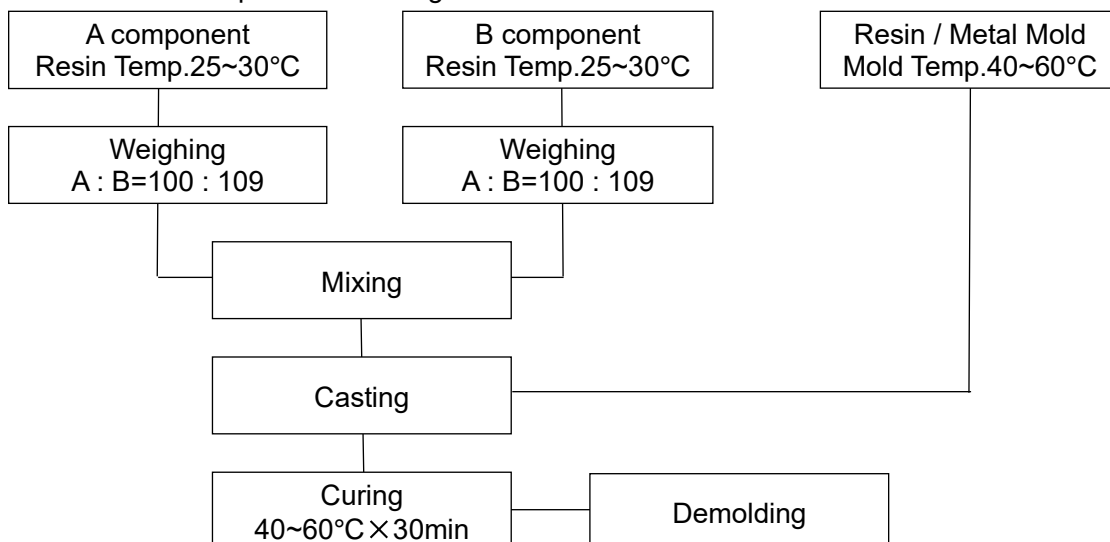 A component
Resin Temp.25~30°C
B component
Resin Temp.25~30°C
Resin / Metal Mold
Mold Temp.40~60°C
Weighing
A : B=100 : 109
Weighing
A : B=100 : 109
Mixing
Casting
Curing
40~60°C×30min
Demolding